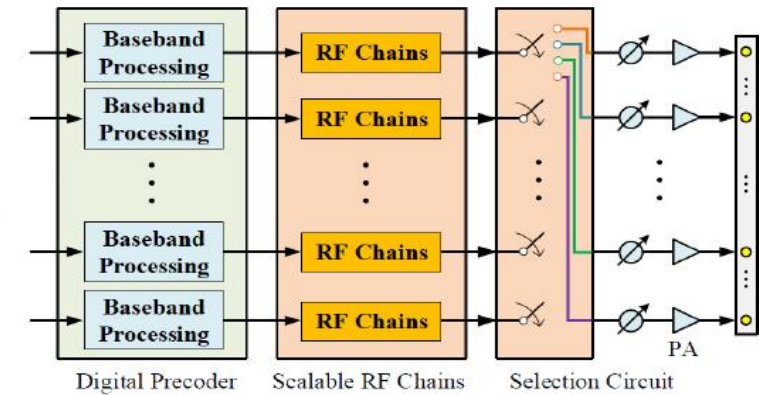 Baseband
Processing
RF Chains
Baseband
Processing
RF Chains
Baseband
Processing
RF Chains
Baseband
Processing
RF Chains
PA
Digital Precoder
Scalable RF Chains
Selection Circuit